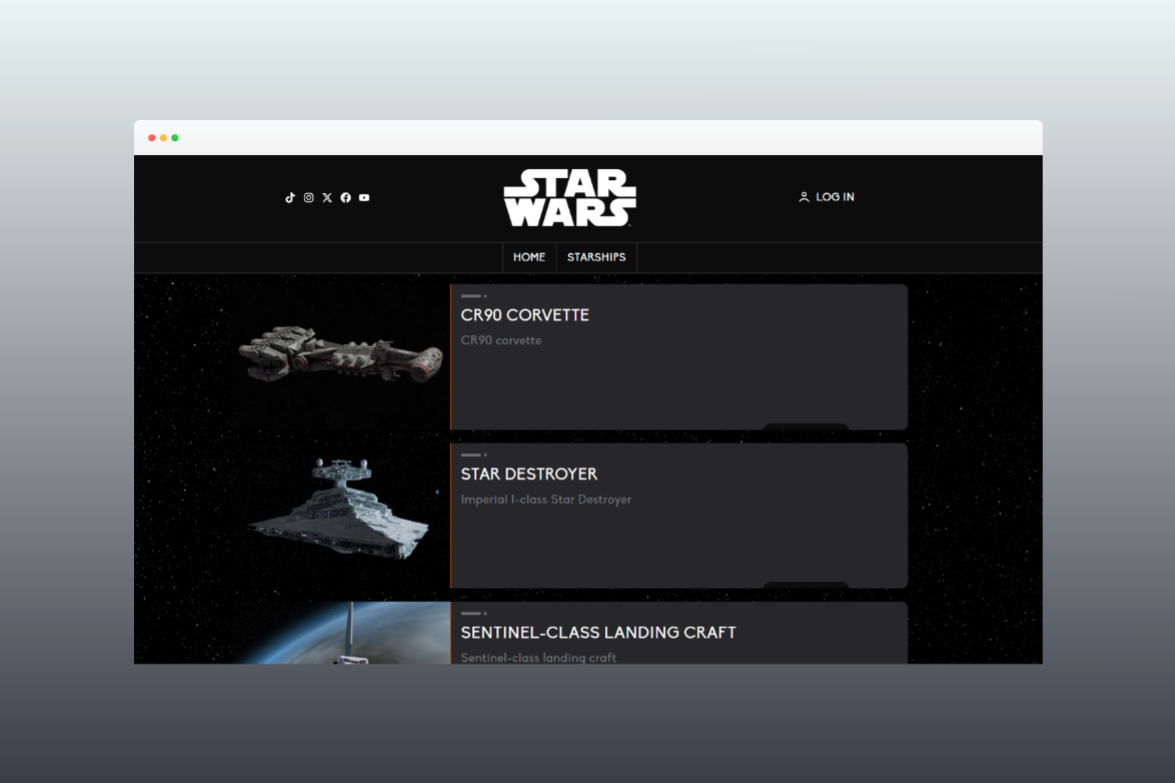 STAR
WARS
LOG IN
HOME
STARSHIPS
CR90 CORVETTE
CR90 corvette
STAR DESTROYER
Imperial I-class Star Destroyer
SENTINEL-CLASS LANDING CRAFT
Sentinel-class landing craft